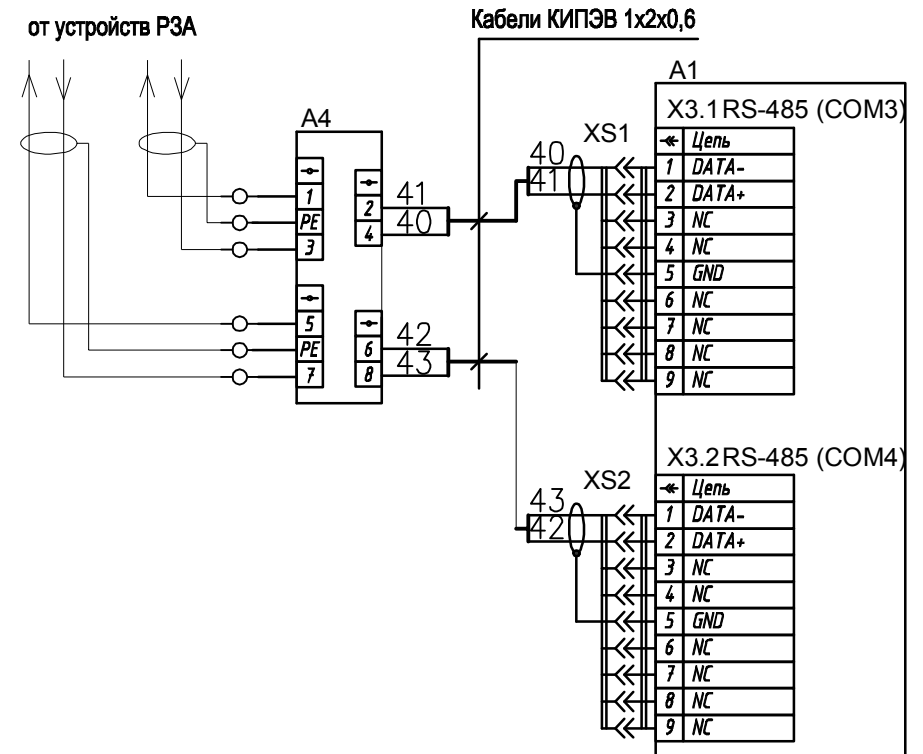 от устройств РЗА
Кабели КИПЭВ 1х2х0,6
A4
1
PE
3
5
PE
7
2
4
6
8
41
40
42
43
XS1
40
41
A1
X3.1 RS-485 (COM3)
Цепь
1 DATA-
2 DATA+
3 NC
4 NC
5 GND
6 NC
7 NC
8 NC
9 NC
XS2
43
42
X3.2 RS-485 (COM4)
Цепь
1 DATA-
2 DATA+
3 NC
4 NC
5 GND
6 NC
7 NC
8 NC
9 NC